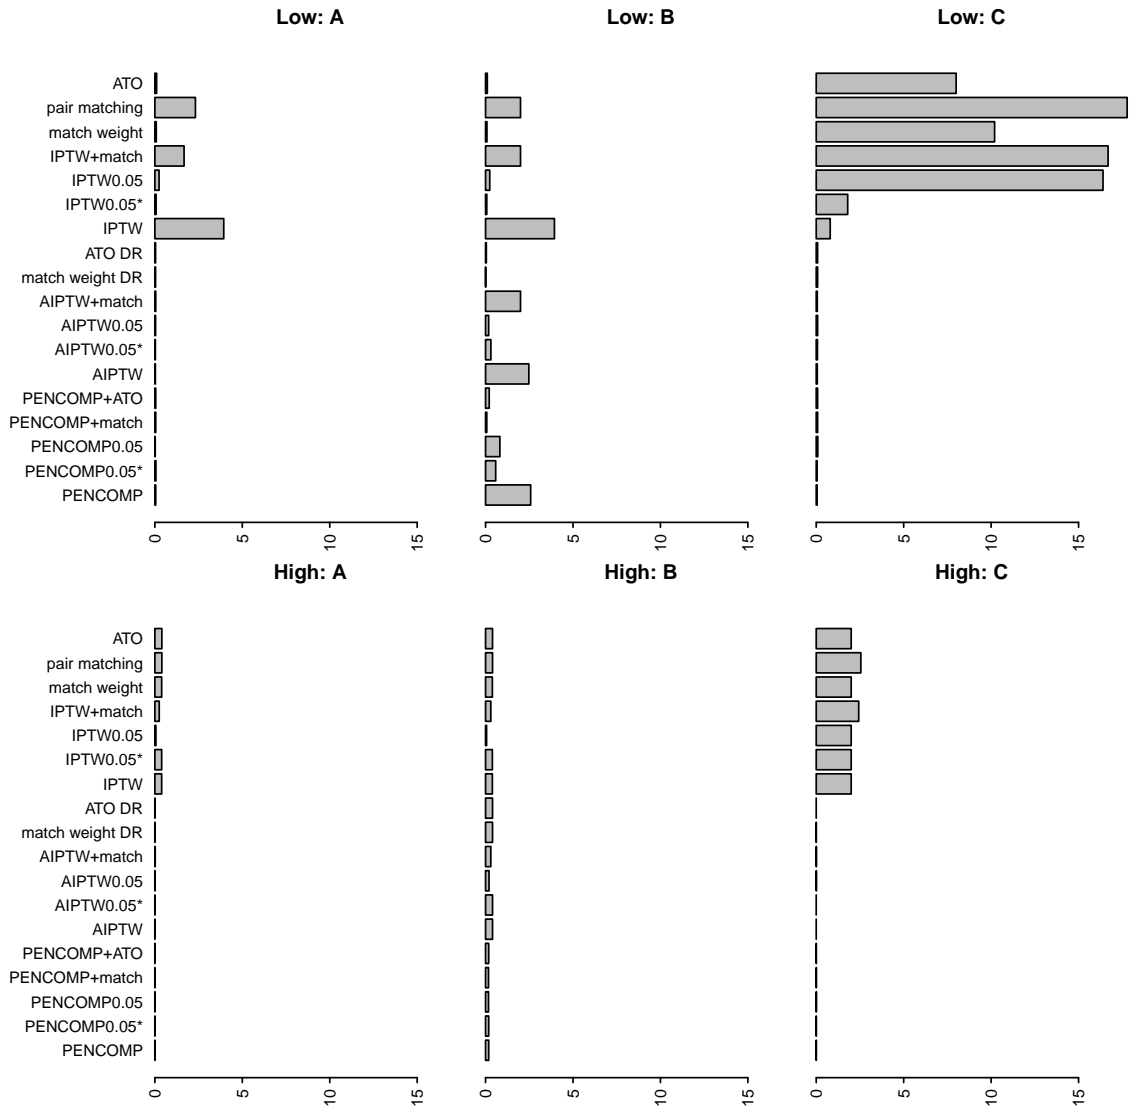 Low: A
Low: B
Low: C
ATO
pair matching
match weight
IPTW+match
IPTW0.05
IPTW0.05*
IPTW
ATO DR
match weight DR
AIPTW+match
AIPTW0.05
AIPTW0.05*
AIPTW
PENCOMP+ATO
PENCOMP+match
PENCOMP0.05
PENCOMP0.05*
PENCOMP
0 5 10 15
0 5 10 15
0 5 10 15
High: A
High: B
High: C
ATO
pair matching
match weight
IPTW+match
IPTW0.05
IPTW0.05*
IPTW
ATO DR
match weight DR
AIPTW+match
AIPTW0.05
AIPTW0.05*
AIPTW
PENCOMP+ATO
PENCOMP+match
PENCOMP0.05
PENCOMP0.05*
PENCOMP
0 5 10 15
0 5 10 15
0 5 10 15